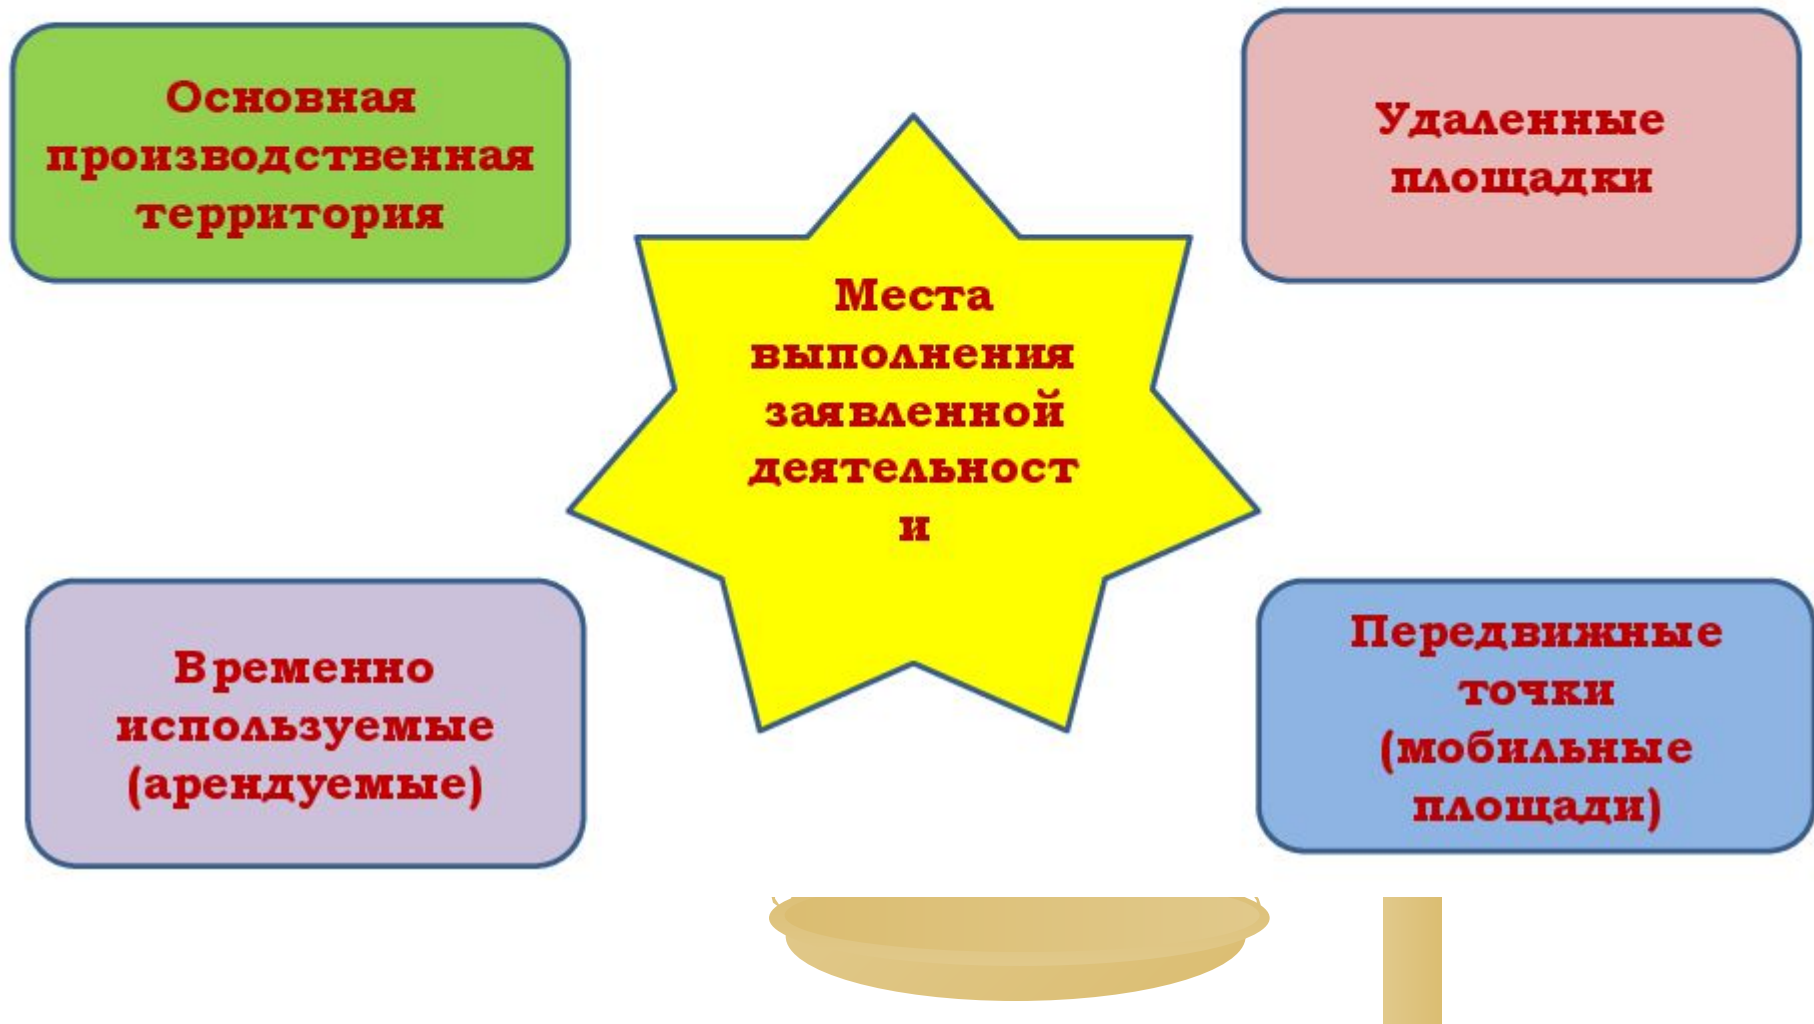 Основная
производственная
территория
Удаленные
площадки
Места
выполнения
заявленной
деятельност
и
Временно
используемые
(арендуемые)
Передвижные
точки
(мобильные
площади)